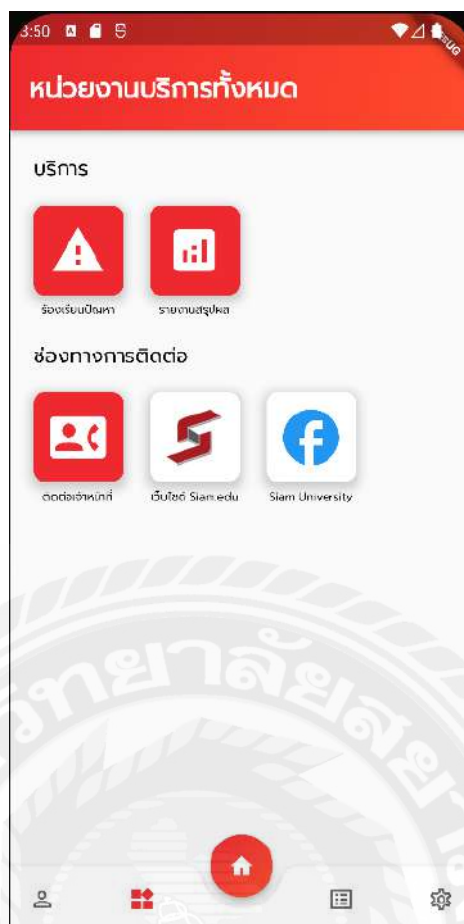 3:50
หน่วยงานบริการทั้งหมด
บริการ
ร้องเรียนปัญหา
รายงานสรุปผล
ช่องทางการติดต่อ
ติดต่อเจ้าหน้าที่
เว็บไซต์ Siam.edu
Siam University